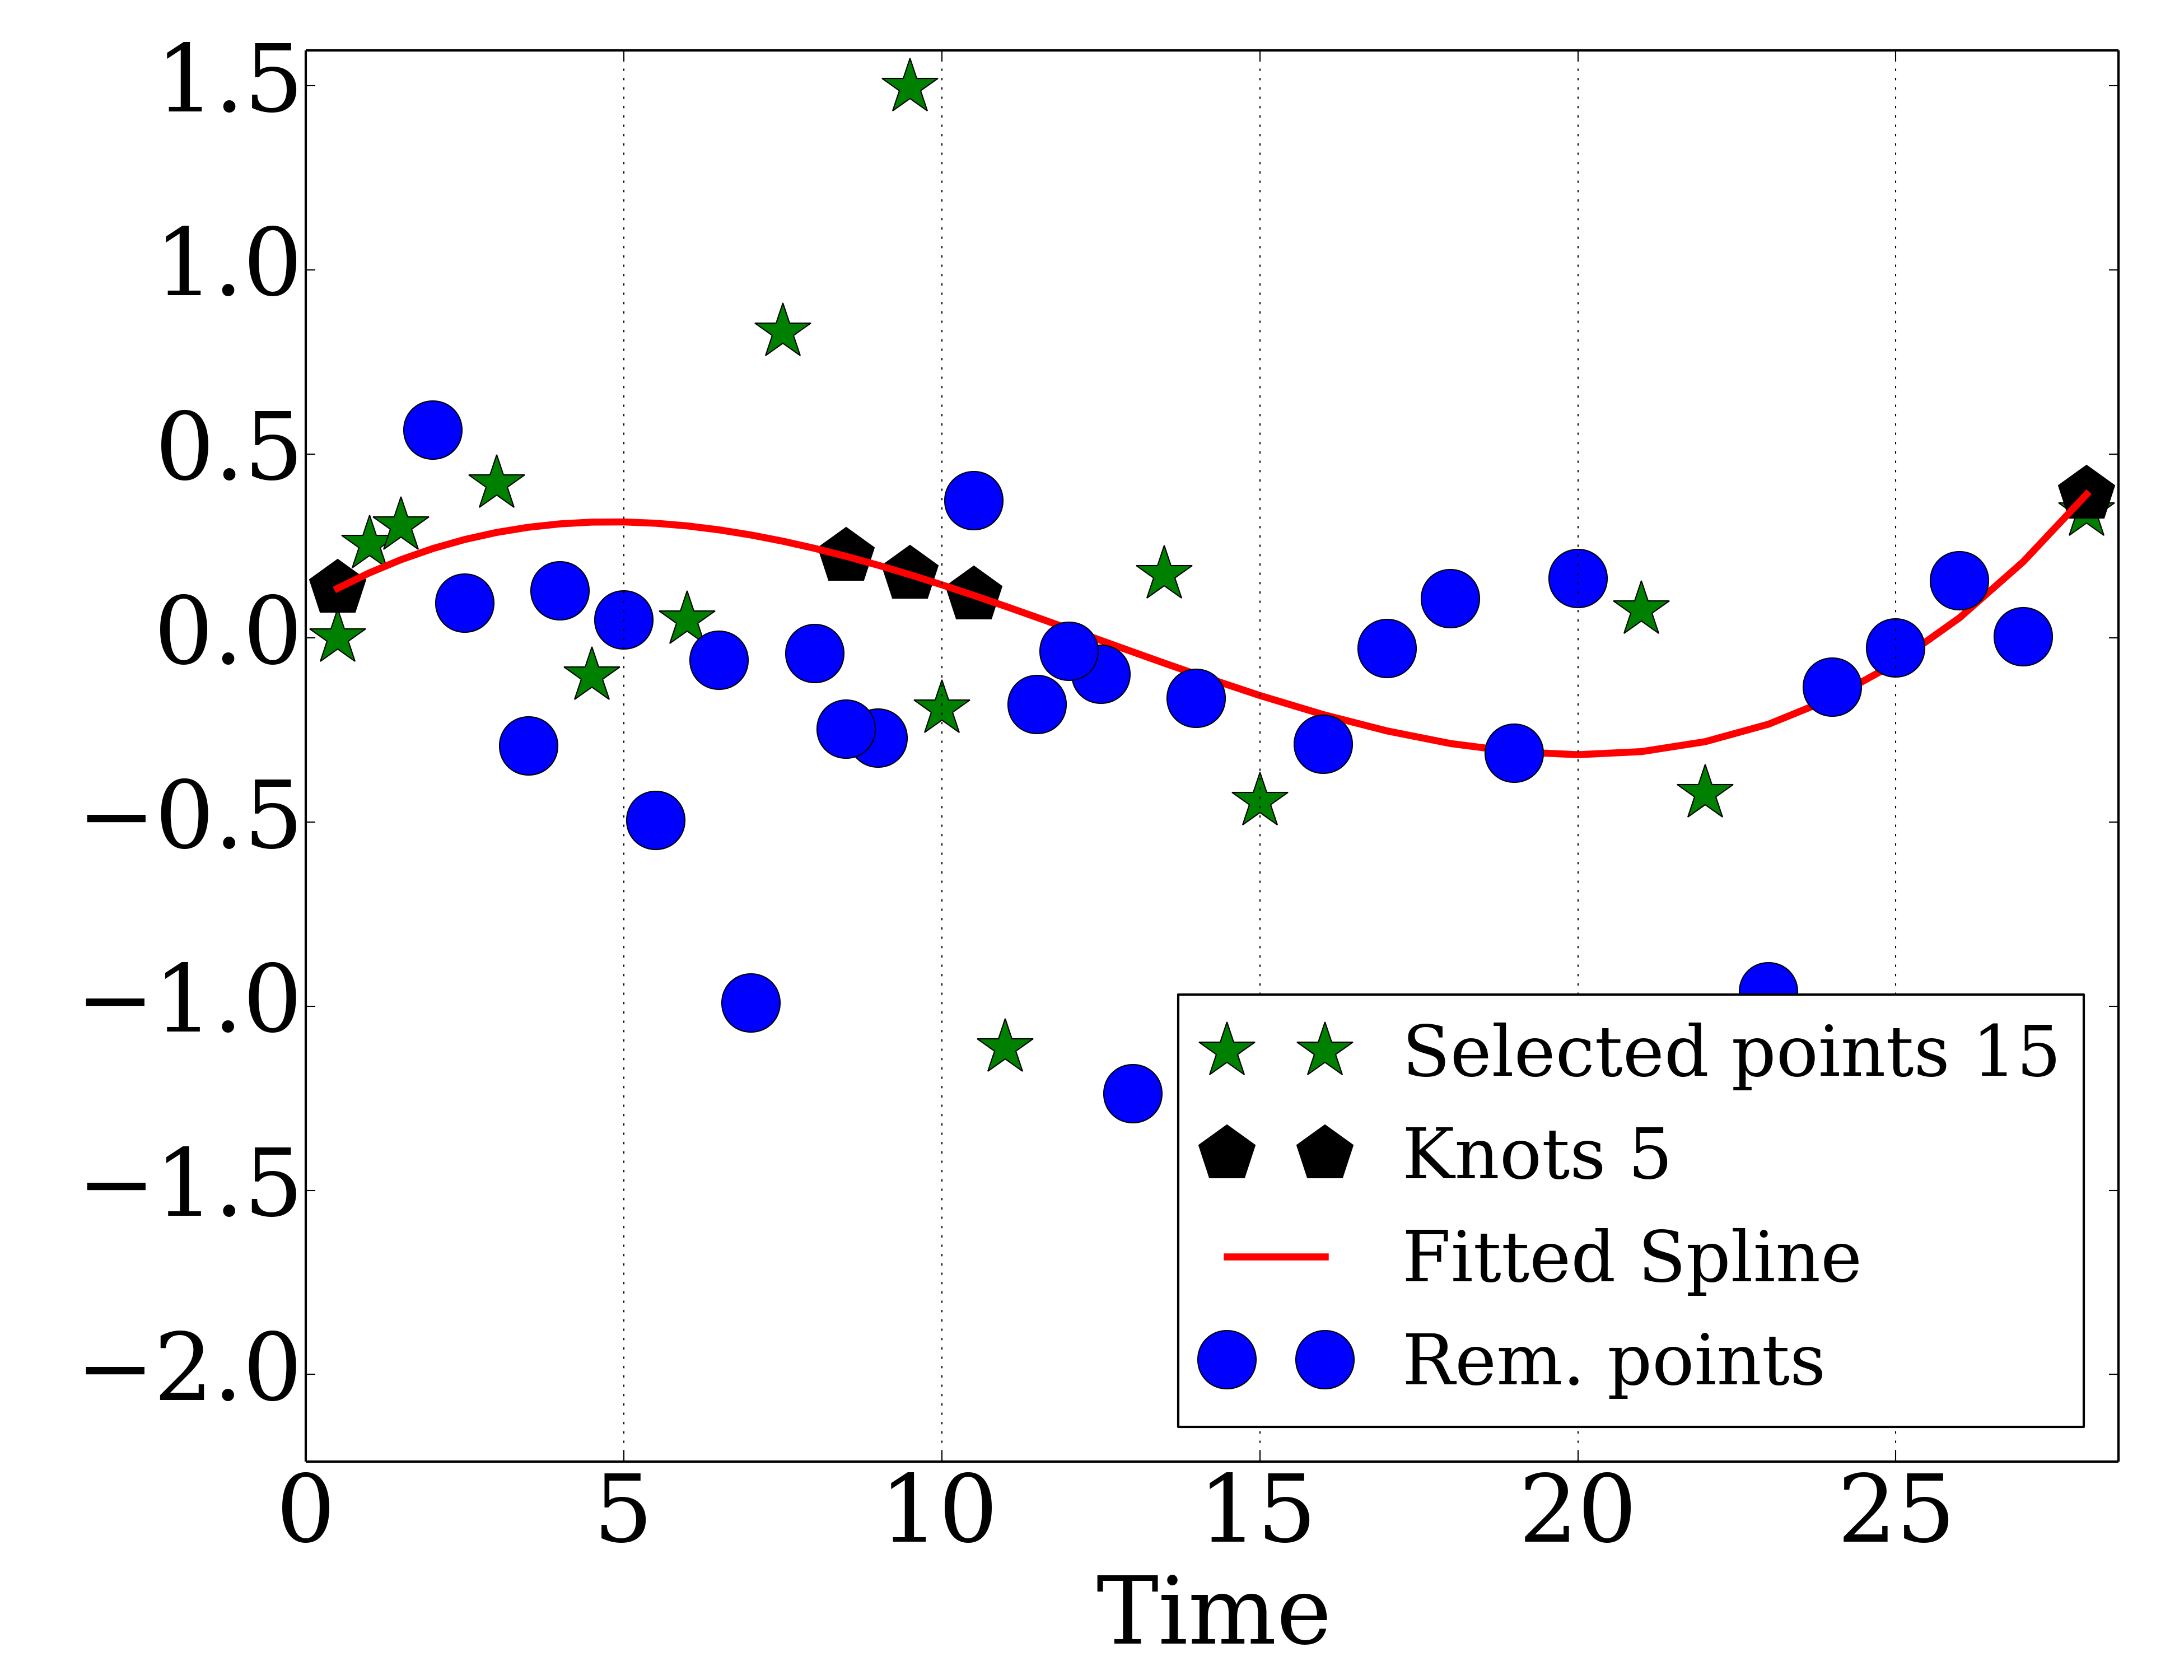 1.5
1.0
0.5
0.0
−0.5
−1.0
−1.5
−2.0
Selected points 15
Knots 5
Fitted Spline
Rem. points
0 5 10 15 20 25
Time